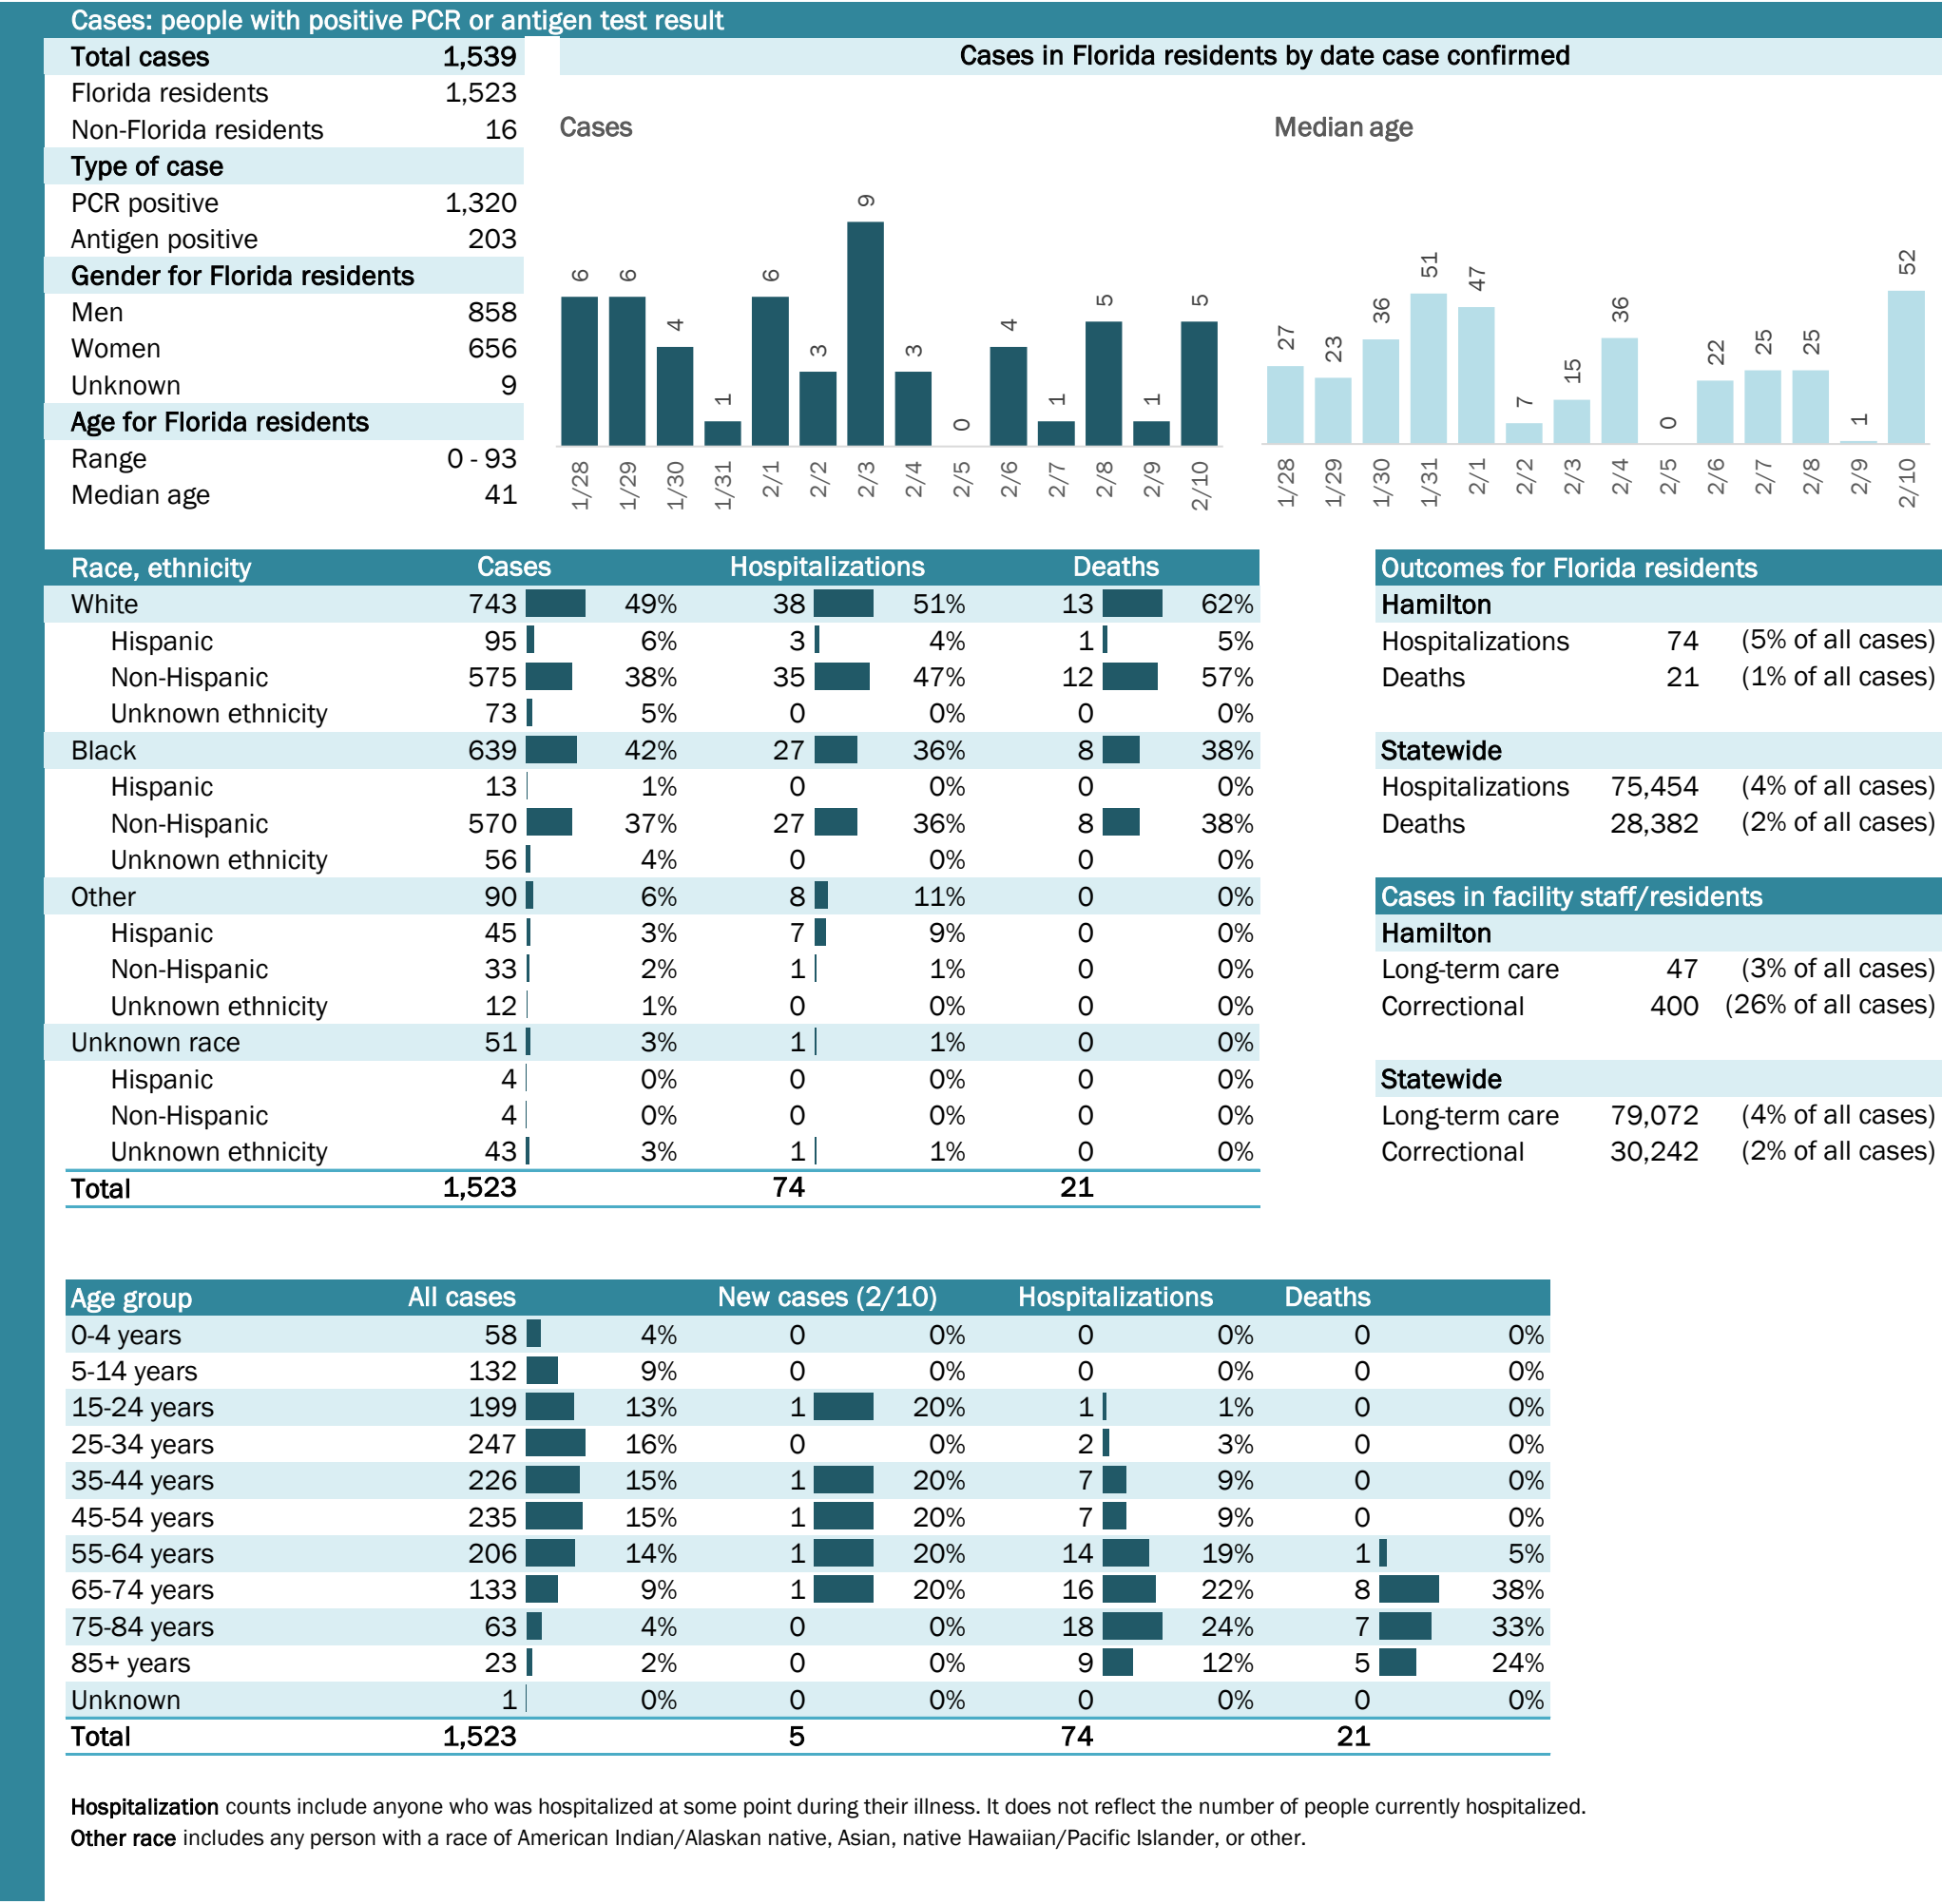 Cases: people with positive PCR or antigen test result
Total cases 1,539
Florida residents 1,523
Non-Florida residents 16
Type of case
PCR positive 1,320
Antigen positive 203
Gender for Florida residents
Men 858
Women 656
Unknown 9
Age for Florida residents
Range 0 - 93
Median age 41
Cases in Florida residents by date case confirmed
Cases
6 6 4 1 6 3 9 3 0 4 1 5 1 5
1/28 1/29 1/30 1/31 2/1 2/2 2/3 2/4 2/5 2/6 2/7 2/8 2/9 2/10
Median age
27 23 36 51 47 7 15 36 0 22 25 25 1 52
1/28 1/29 1/30 1/31 2/1 2/2 2/3 2/4 2/5 2/6 2/7 2/8 2/9 2/10
Race, ethnicity Cases Hospitalizations Deaths
White 743 49% 38 51% 13 62%
Hispanic 95 6% 3 4% 1 5%
Non-Hispanic 575 38% 35 47% 12 57%
Unknown ethnicity 73 5% 0 0% 0 0%
Black 639 42% 27 36% 8 38%
Hispanic 13 1% 0 0% 0 0%
Non-Hispanic 570 37% 27 36% 8 38%
Unknown ethnicity 56 4% 0 0% 0 0%
Other 90 6% 8 11% 0 0%
Hispanic 45 3% 7 9% 0 0%
Non-Hispanic 33 2% 1 1% 0 0%
Unknown ethnicity 12 1% 0 0% 0 0%
Unknown race 51 3% 1 1% 0 0%
Hispanic 4 0% 0 0% 0 0%
Non-Hispanic 4 0% 0 0% 0 0%
Unknown ethnicity 43 3% 1 1% 0 0%
Total 1,523 74 21
Outcomes for Florida residents
Hamilton
Hospitalizations 74 (5% of all cases)
Deaths 21 (1% of all cases)
Statewide
Hospitalizations 75,454 (4% of all cases)
Deaths 28,382 (2% of all cases)
Cases in facility staff/residents
Hamilton
Long-term care 47 (3% of all cases)
Correctional 400 (26% of all cases)
Statewide
Long-term care 79,072 (4% of all cases)
Correctional 30,242 (2% of all cases)
Age group All cases New cases (2/10) Hospitalizations Deaths
0-4 years 58 4% 0 0% 0 0% 0 0%
5-14 years 132 9% 0 0% 0 0% 0 0%
15-24 years 199 13% 1 20% 1 1% 0 0%
25-34 years 247 16% 0 0% 2 3% 0 0%
35-44 years 226 15% 1 20% 7 9% 0 0%
45-54 years 235 15% 1 20% 7 9% 0 0%
55-64 years 206 14% 1 20% 14 19% 1 5%
65-74 years 133 9% 1 20% 16 22% 8 38%
75-84 years 63 4% 0 0% 18 24% 7 33%
85+ years 23 2% 0 0% 9 12% 5 24%
Unknown 1 0% 0 0% 0 0% 0 0%
Total 1,523 5 74 21
Hospitalization counts include anyone who was hospitalized at some point during their illness. It does not reflect the number of people currently hospitalized.
Other race includes any person with a race of American Indian/Alaskan native, Asian, native Hawaiian/Pacific Islander, or other.